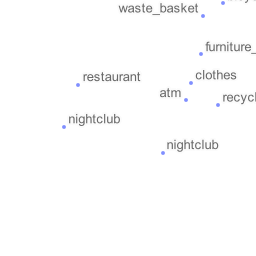 waste_basket
furniture_
clothes
restaurant
atm
recycl
nightclub
nightclub